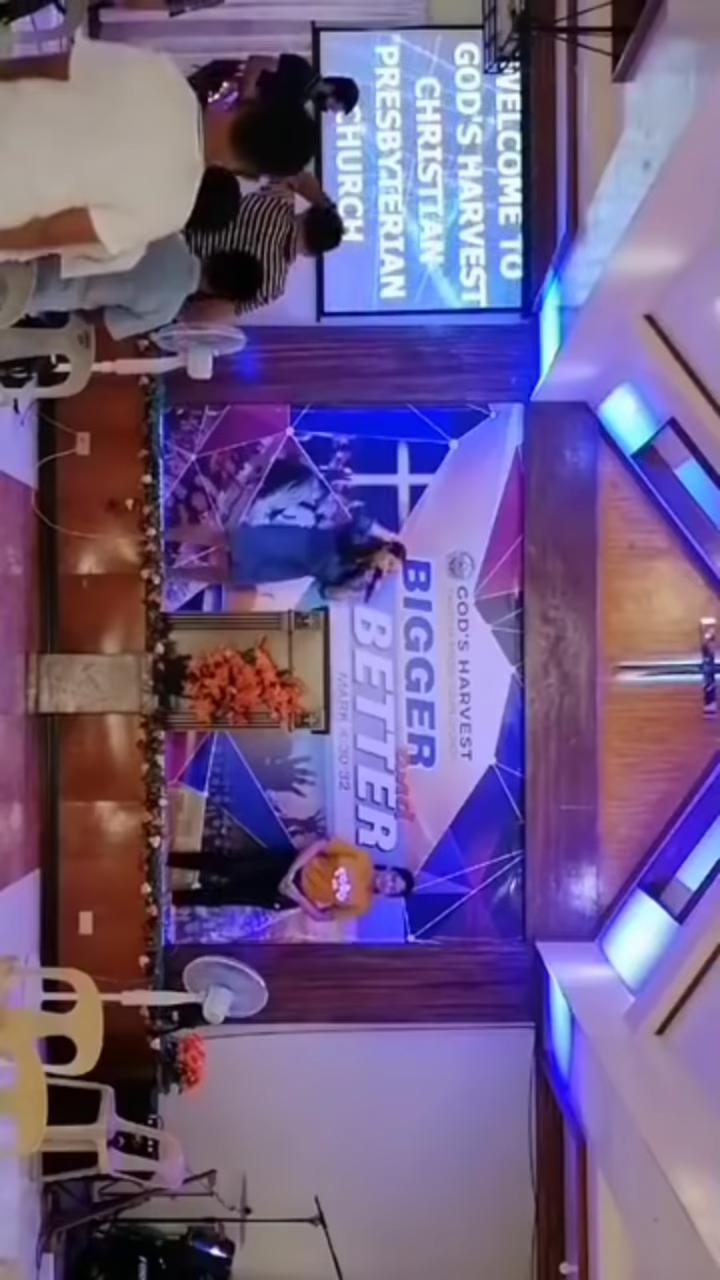 WELCOME TO
GOD'S HARVEST
CHRISTIAN
PRESBYTERIAN
CHURCH
GOD'S HARVEST
BIGGER
and
BETTER
MARK 4:30-32